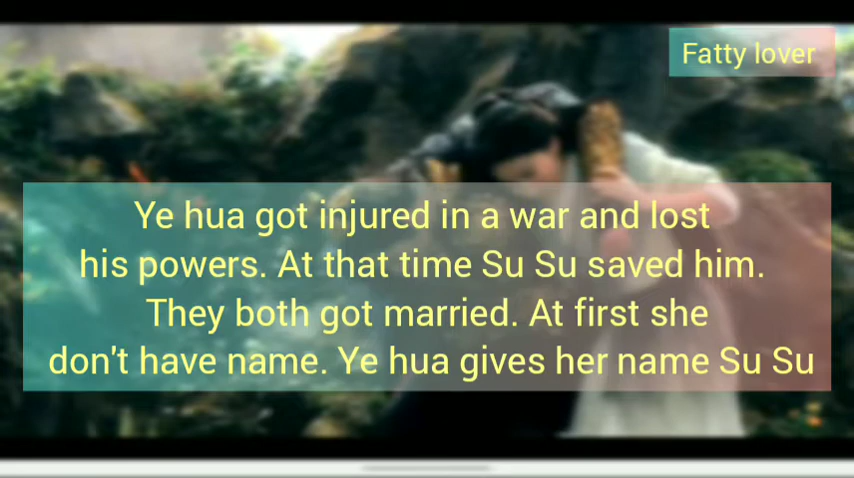 Fatty lover
Ye hua got injured in a war and lost
his powers. At that time Su Su saved him.
They both got married. At first she
don't have name. Ye hua gives her name Su Su